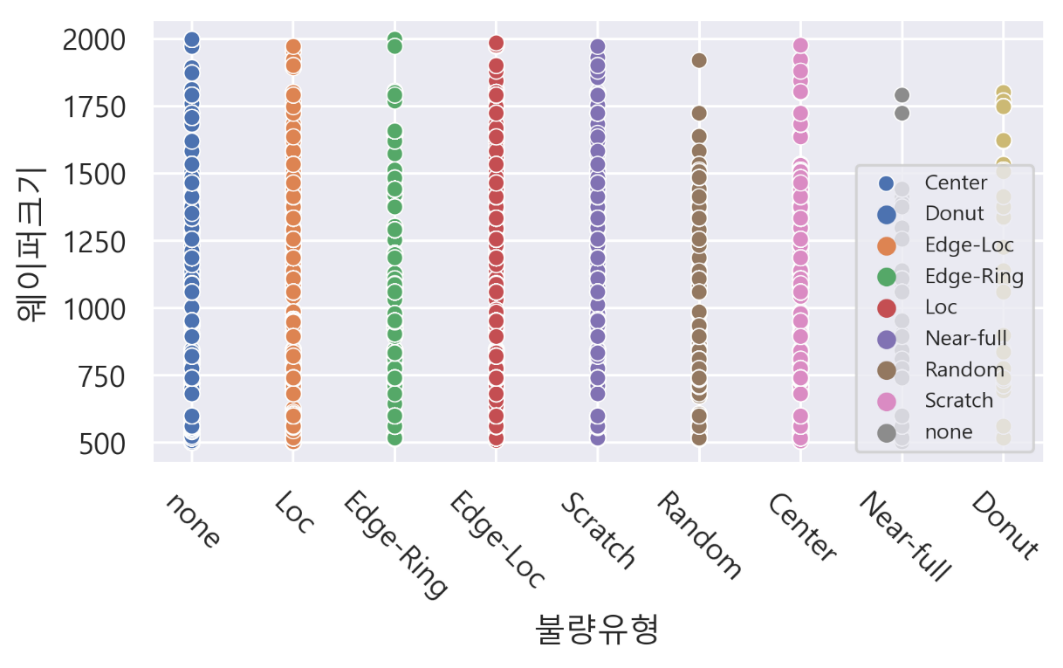 2000
1750
1500
1250
1000
750
500
웨이퍼크기
Center
Donut
Edge-Loc
Edge-Ring
Loc
Near-full
Random
Scratch
none
none
Loc
Edge-Ring
Edge-Loc
Scratch
Random
Center
Near-full
Donut
불량유형